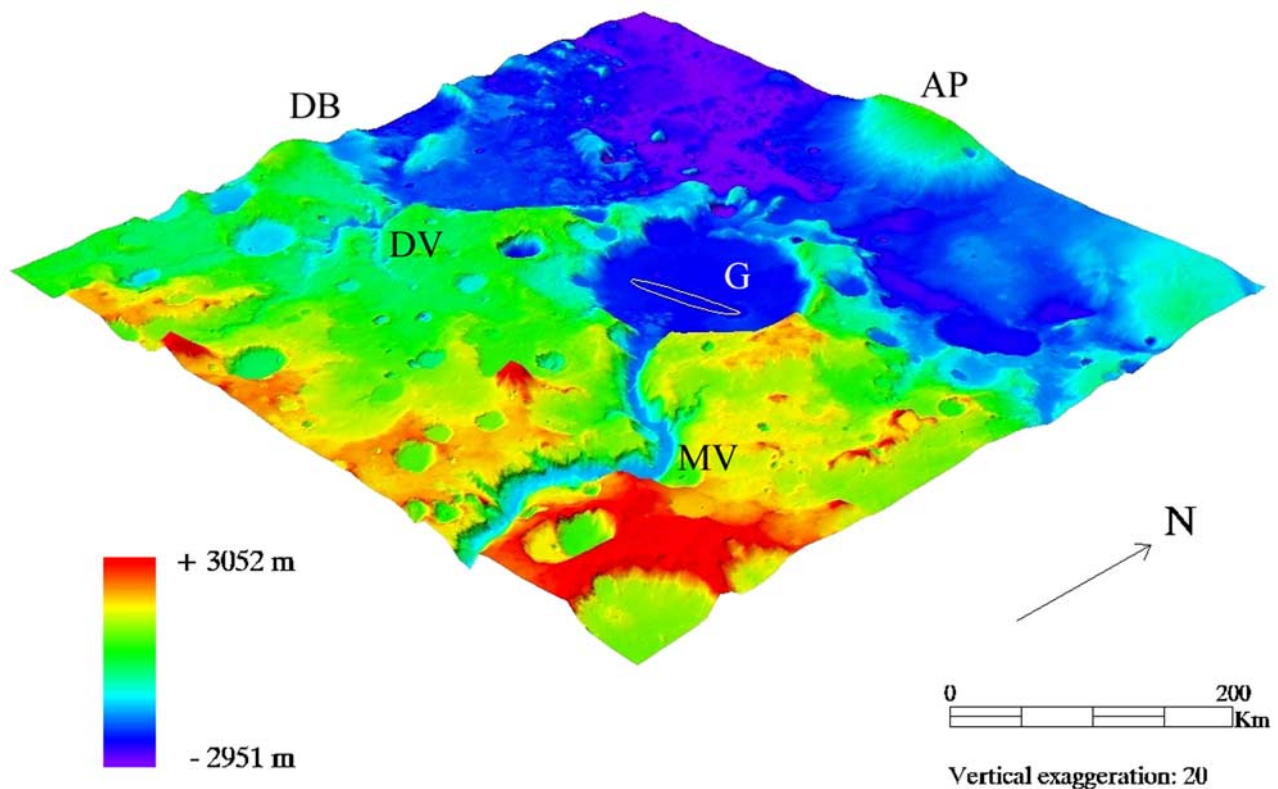 AP
DB
DV
G
MV
N
+ 3052 m
- 2951 m
0 200
Km
Vertical exaggeration: 20